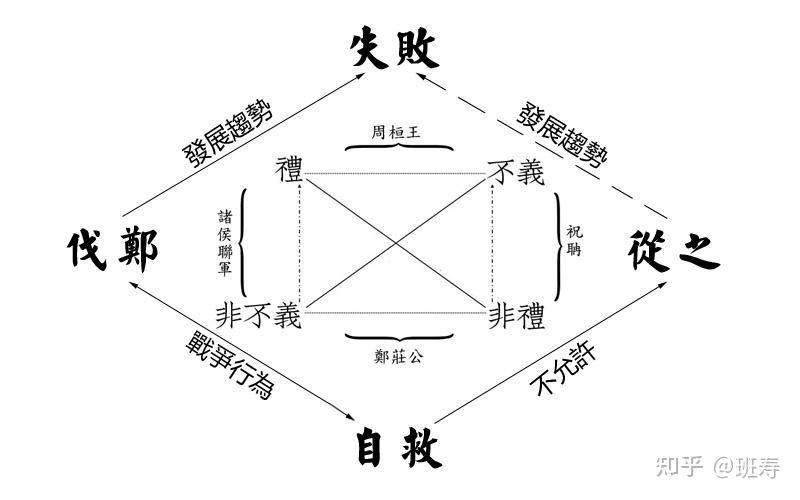 失敗
發展趨勢
發展趨勢
周桓王
禮
不義
諸侯聯軍
祝聃
伐鄭
從之
非不義
非禮
鄭莊公
戰爭行為
不允許
自救
知乎 @班寿